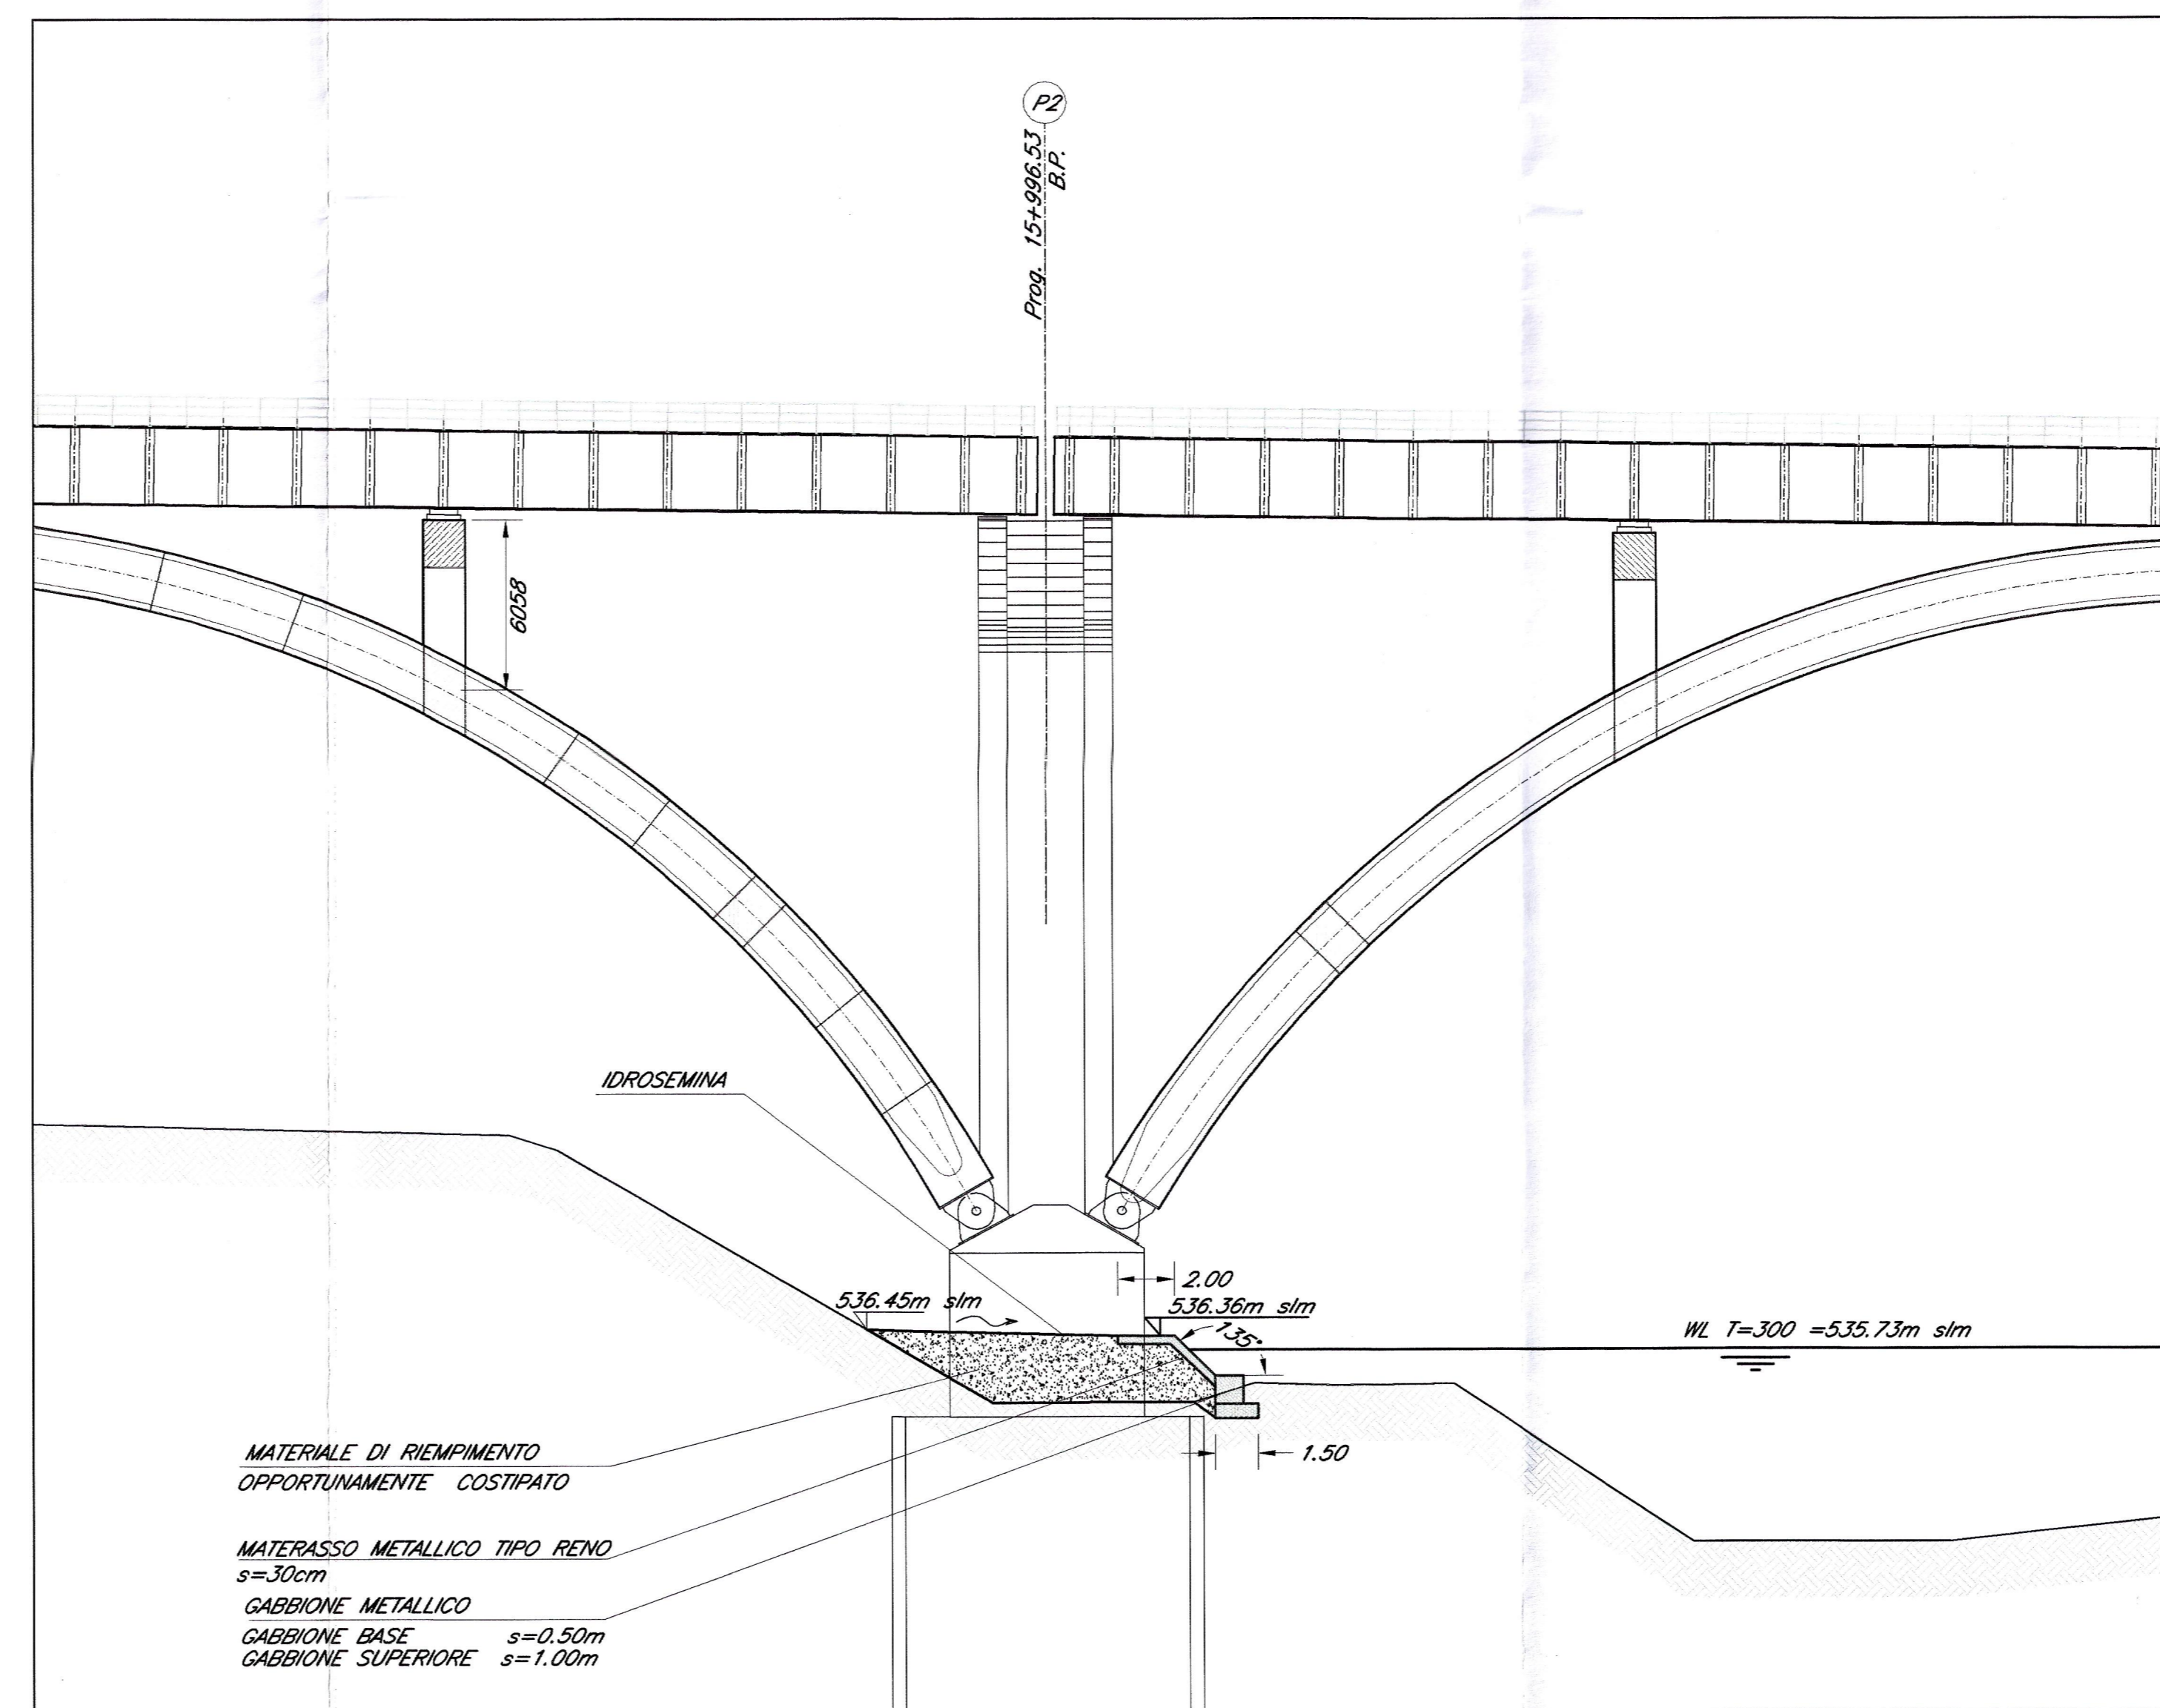 P2
Prog. 15+996.53
B.P.
6058
IDROSEMINA
2.00
536.45m slm
536.36m slm
135°
WL T=300 =535.73m slm
1.50
MATERIALE DI RIEMPIMENTO
OPPORTUNAMENTE COSTIPATO
MATERASSO METALLICO TIPO RENO
s=30cm
GABBIONE METALLICO
GABBIONE BASE s=0.50m
GABBIONE SUPERIORE s=1.00m